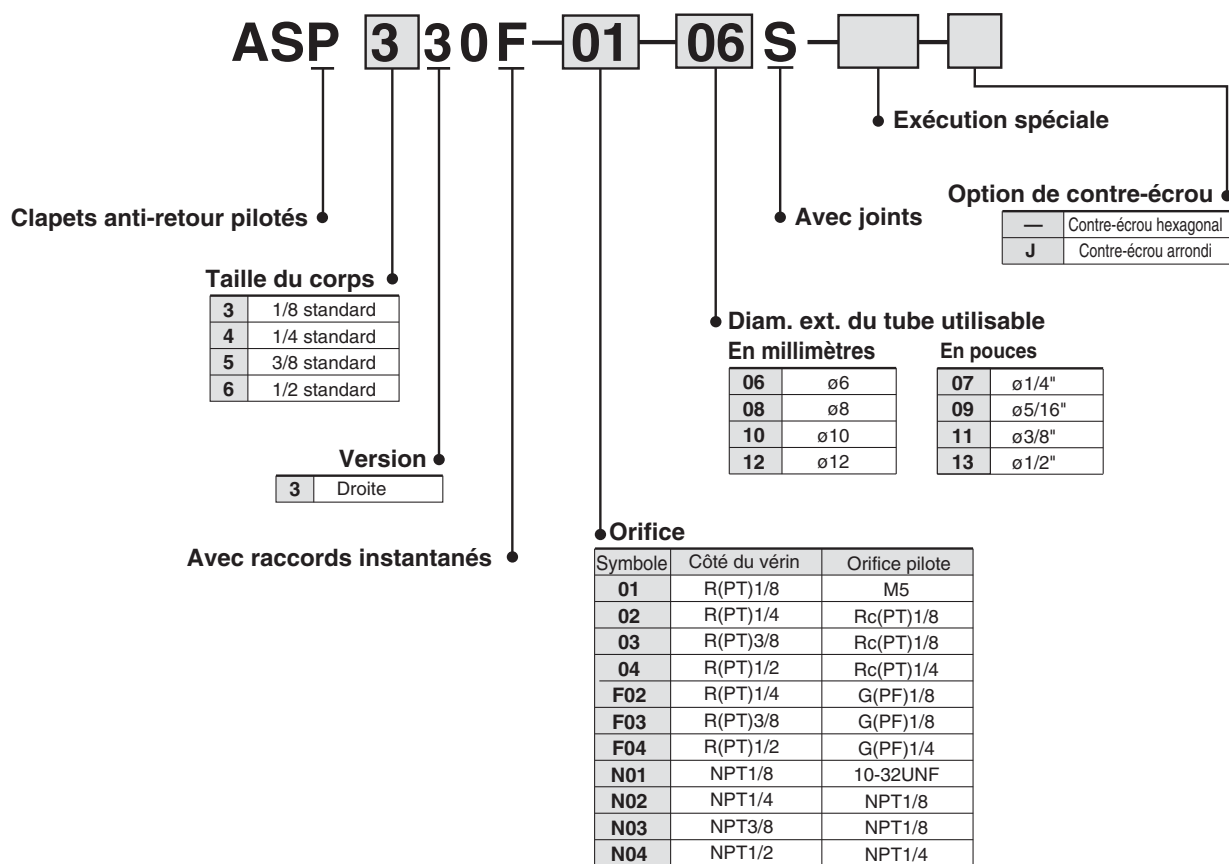 ASP 3 30F-01-06 S - -
Exécution spéciale
Option de contre-écrou
— Contre-écrou hexagonal
J Contre-écrou arrondi
Clapets anti-retour pilotés
Avec joints
Taille du corps
3 1/8 standard
4 1/4 standard
5 3/8 standard
6 1/2 standard
Diam. ext. du tube utilisable
En millimètres
06 ø6
08 ø8
10 ø10
12 ø12
En pouces
07 ø1/4"
09 ø5/16"
11 ø3/8"
13 ø1/2"
Version
3 Droite
Avec raccords instantanés
Orifice
Symbole Côté du vérin Orifice pilote
01 R(PT)1/8 M5
02 R(PT)1/4 Rc(PT)1/8
03 R(PT)3/8 Rc(PT)1/8
04 R(PT)1/2 Rc(PT)1/4
F02 R(PT)1/4 G(PF)1/8
F03 R(PT)3/8 G(PF)1/8
F04 R(PT)1/2 G(PF)1/4
N01 NPT1/8 10-32UNF
N02 NPT1/4 NPT1/8
N03 NPT3/8 NPT1/8
N04 NPT1/2 NPT1/4